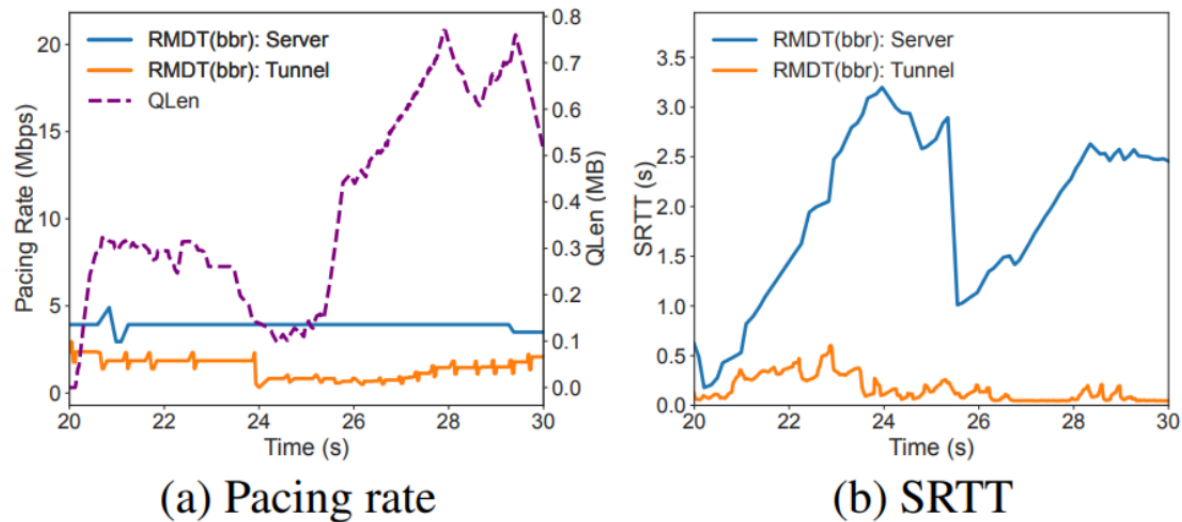 RMDT(bbr): Server
RMDT(bbr): Tunnel
QLen
Pacing Rate (Mbps)
20
15
10
5
0
QLen (MB)
0.8
0.7
0.6
0.5
0.4
0.3
0.2
0.1
0.0
20 22 24 26 28 30
Time (s)
(a) Pacing rate
RMDT(bbr): Server
RMDT(bbr): Tunnel
SRTT (s)
3.5
3.0
2.5
2.0
1.5
1.0
0.5
0.0
20 22 24 26 28 30
Time (s)
(b) SRTT